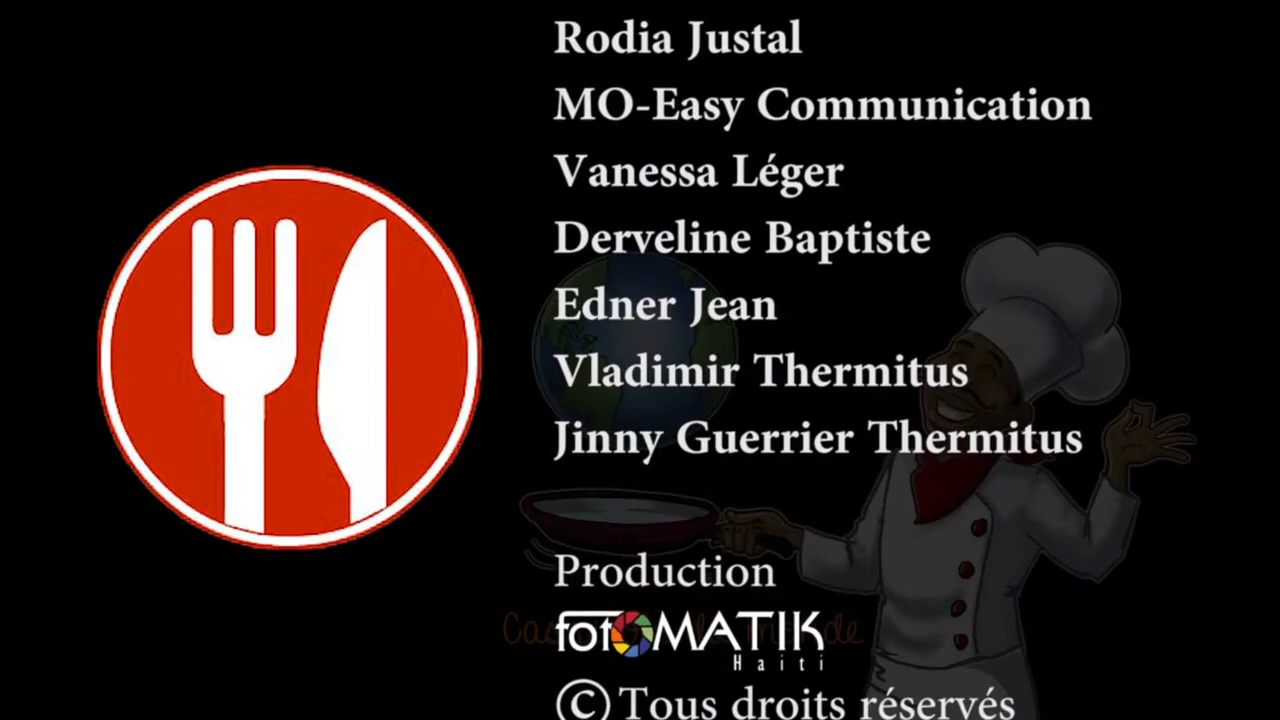 Rodia Justal
MO-Easy Communication
Vanessa Léger
Derveline Baptiste
Edner Jean
Vladimir Thermitus
Jinny Guerrier Thermitus
Production
fotoMATIK
Haiti
© Tous droits réservés